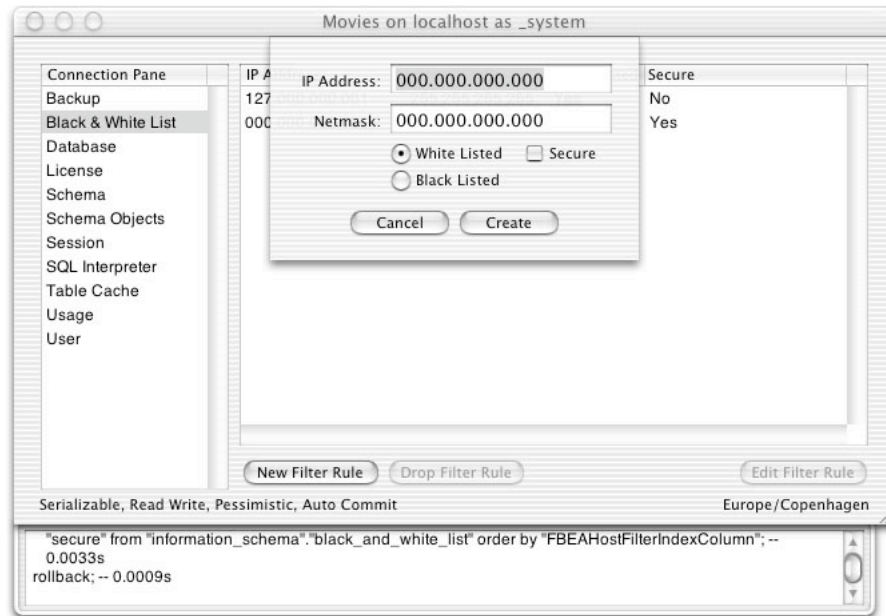 Movies on localhost as _system
Connection Pane
IP A
Secure
Backup
127
No
Black & White List
000
Yes
Database
License
Schema
Schema Objects
Session
SQL Interpreter
Table Cache
Usage
User
IP Address: 000.000.000.000
Netmask: 000.000.000.000
White Listed Secure
Black Listed
Cancel Create
New Filter Rule Drop Filter Rule Edit Filter Rule
Serializable, Read Write, Pessimistic, Auto Commit Europe/Copenhagen
"secure" from "information_schema"."black_and_white_list" order by "FBEAHostFilterIndexColumn"; --
0.0033s
rollback; -- 0.0009s